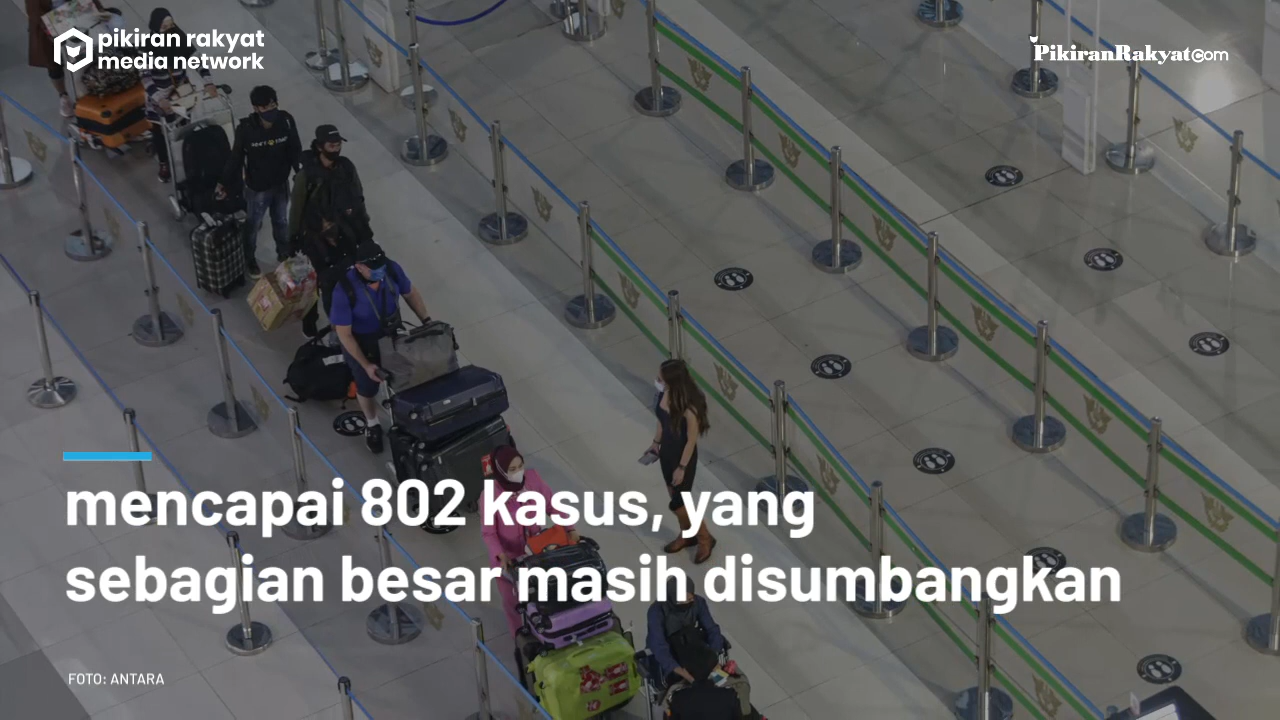 pikiran rakyat
media network
PikiranRakyat.com
mencapai 802 kasus, yang
sebagian besar masih disumbangkan
FOTO: ANTARA